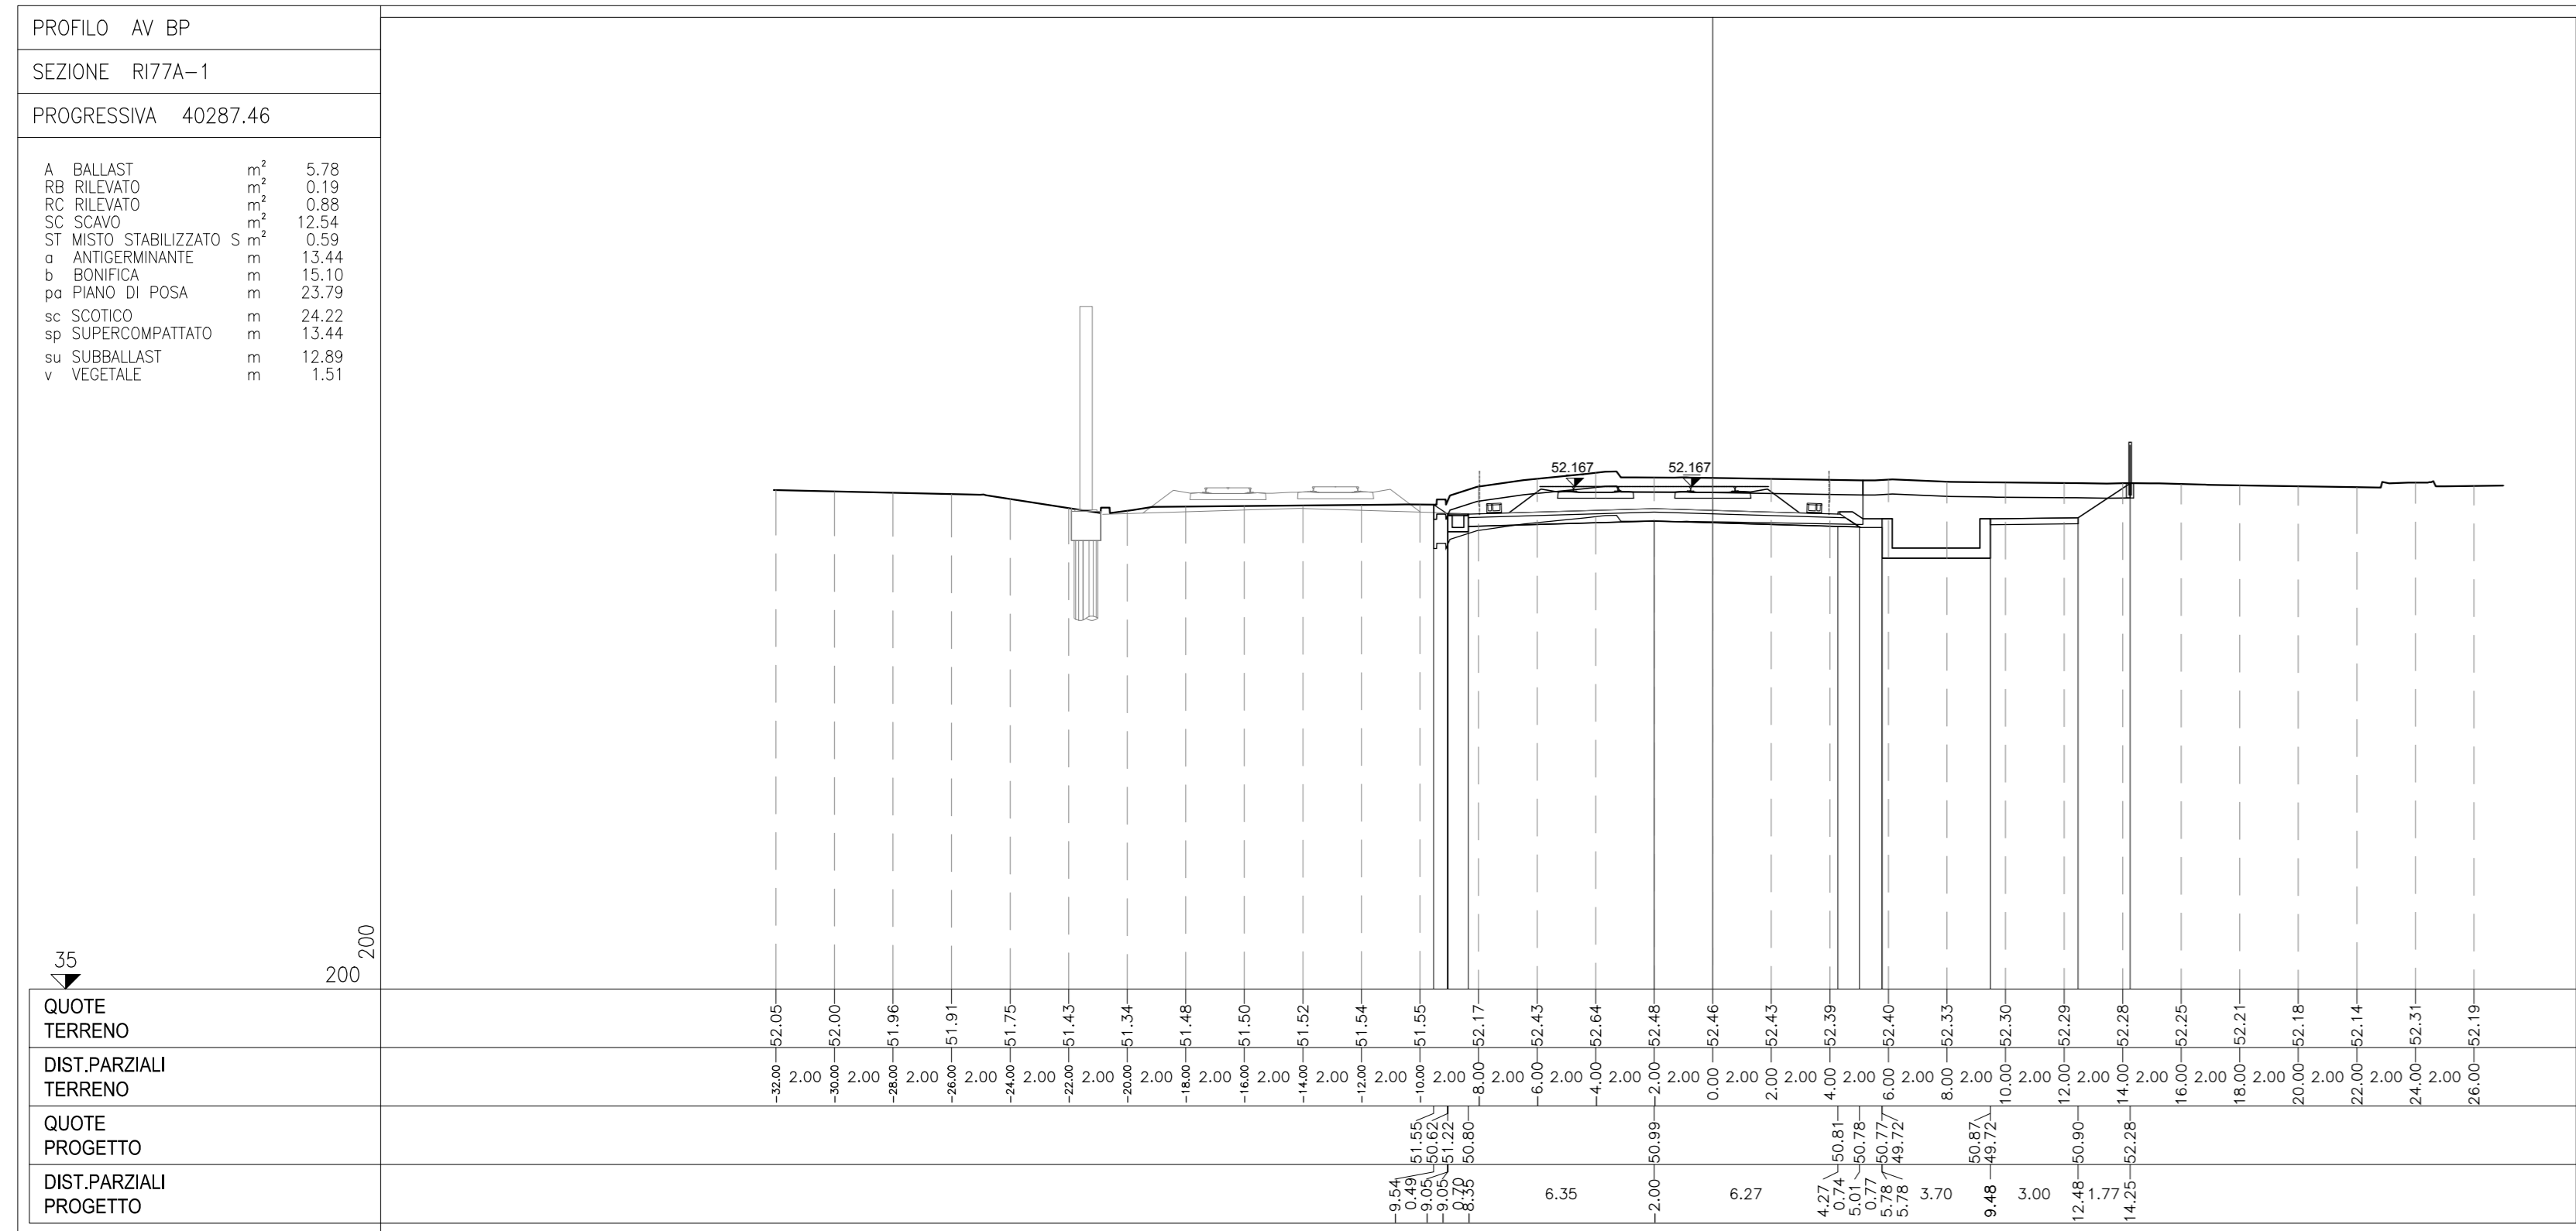 PROFILO AV BP
SEZIONE RI77A-1
PROGRESSIVA 40287.46
A BALLAST m² 5.78
RB RILEVATO m² 0.19
RC RILEVATO m² 0.88
SC SCAVO m² 12.54
ST MISTO STABILIZZATO S m² 0.59
a ANTIGERMINANTE m 13.44
b BONIFICA m 15.10
pa PIANO DI POSA m 23.79
sc SCOTICO m 24.22
sp SUPERCOMPATTATO m 13.44
su SUBBALLAST m 12.89
v VEGETALE m 1.51
52.167 52.167
35 200 200
QUOTE TERRENO
52.05 52.00 51.96 51.91 51.75 51.43 51.34 51.48 51.50 51.52 51.54 51.55 52.17 52.43 52.64 52.48 52.46 52.43 52.39 52.40 52.33 52.30 52.29 52.28 52.25 52.21 52.18 52.14 52.31 52.19
DIST.PARZIALI TERRENO
-32.00 2.00 -30.00 2.00 -28.00 2.00 -26.00 2.00 -24.00 2.00 -22.00 2.00 -20.00 2.00 -18.00 2.00 -16.00 2.00 -14.00 2.00 -12.00 2.00 -10.00 2.00 -8.00 2.00 -6.00 2.00 -4.00 2.00 -2.00 2.00 0.00 2.00 2.00 2.00 4.00 2.00 6.00 2.00 8.00 2.00 10.00 2.00 12.00 2.00 14.00 2.00 16.00 2.00 18.00 2.00 20.00 2.00 22.00 2.00 24.00 2.00 26.00
QUOTE PROGETTO
51.55 50.62 51.22 50.80 50.99 50.81 50.78 50.77 49.72 50.87 49.72 50.90 52.28
DIST.PARZIALI PROGETTO
-9.54 0.49 -9.05 -9.05 0.70 -8.35 6.35 -2.00 6.27 4.27 0.74 5.01 0.77 5.78 5.78 3.70 9.48 3.00 12.48 1.77 14.25